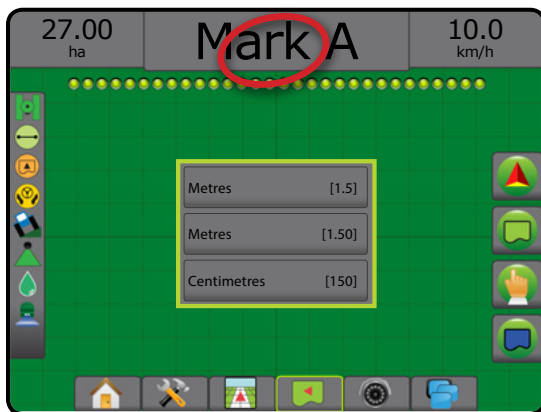 27.00
ha
Mark A
10.0
km/h
Metres [1.5]
Metres [1.50]
Centimetres [150]